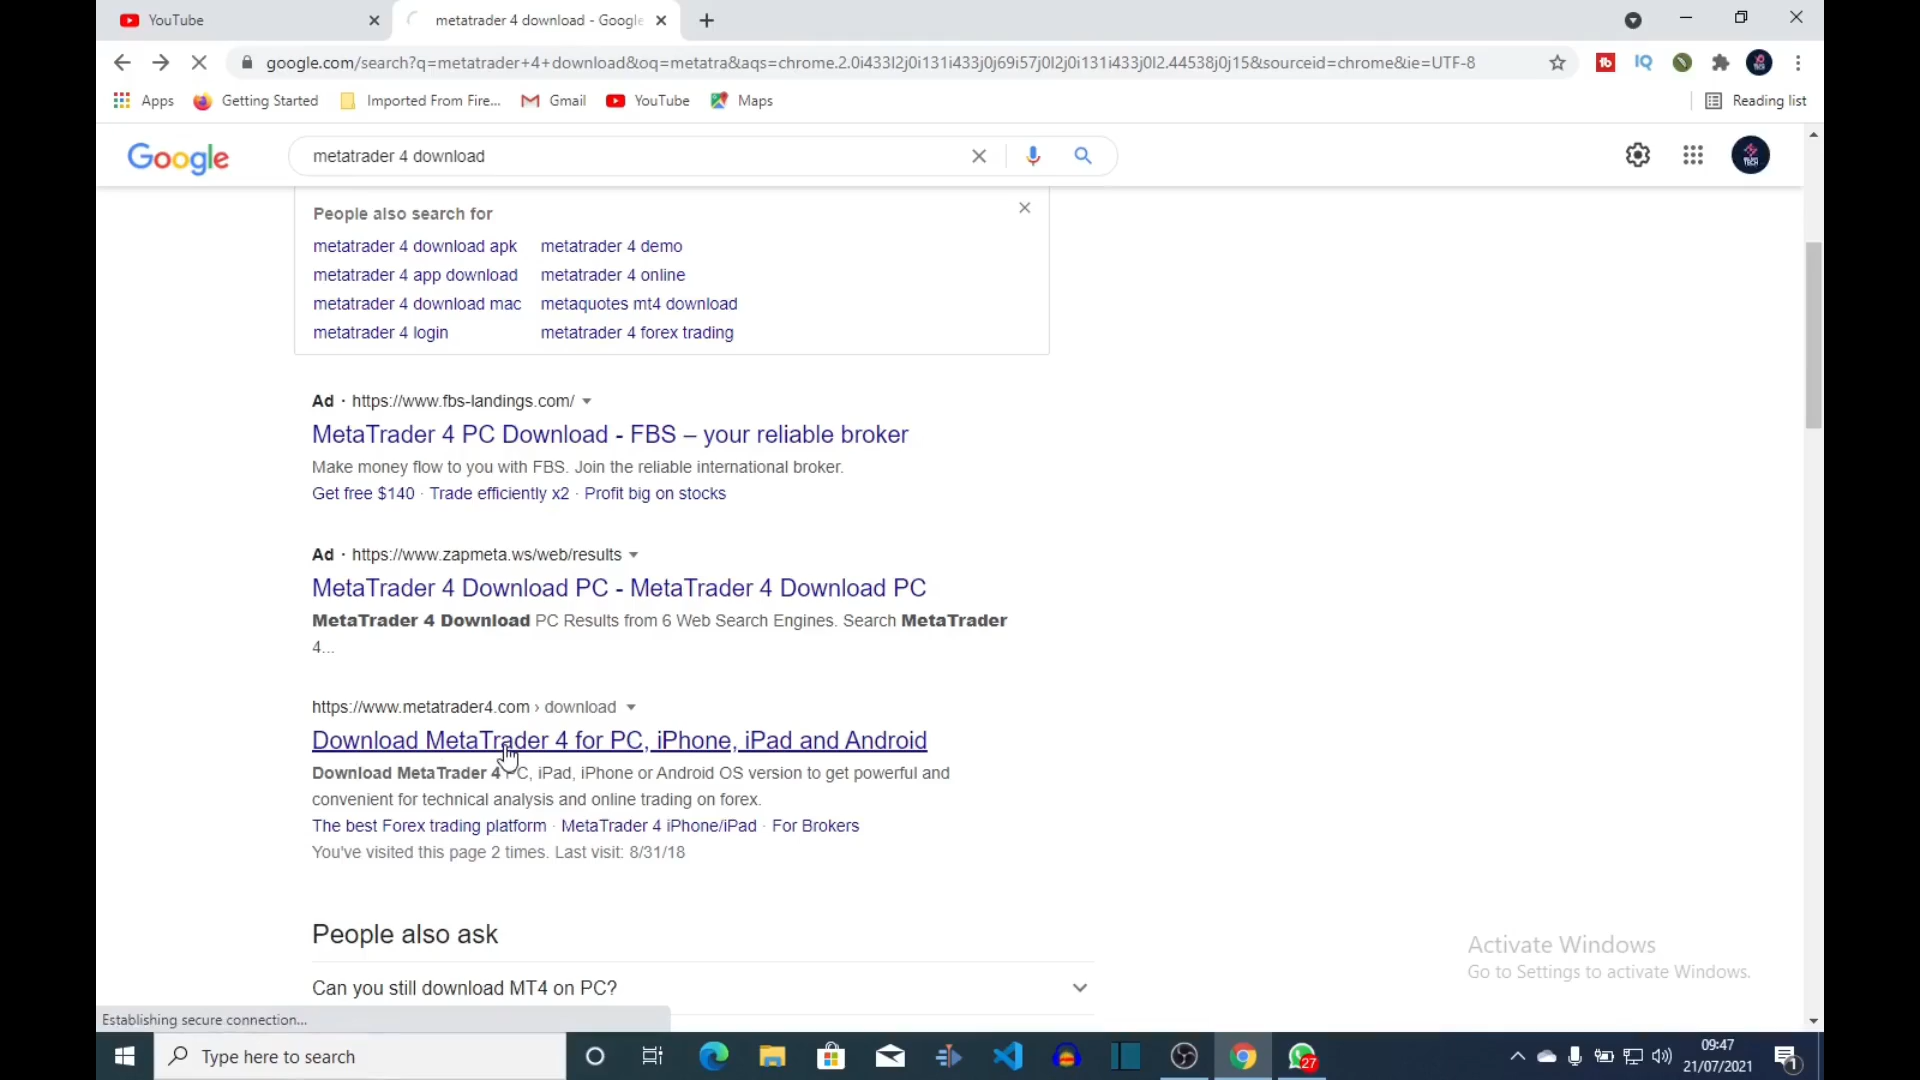 YouTube
metatrader 4 download - Google
google.com/search?q=metatrader+4+download&oq=metatra&aqs=chrome.2.0i433l2j0i131i433j0j69i57j0l2j0i131i433j0l2.44538j0j15&sourceid=chrome&ie=UTF-8
Apps Getting Started Imported From Fire... Gmail YouTube Maps Reading list
Google metatrader 4 download
People also search for
metatrader 4 download apk metatrader 4 demo
metatrader 4 app download metatrader 4 online
metatrader 4 download mac metaquotes mt4 download
metatrader 4 login metatrader 4 forex trading
Ad · https://www.fbs-landings.com/
MetaTrader 4 PC Download - FBS – your reliable broker
Make money flow to you with FBS. Join the reliable international broker.
Get free $140 · Trade efficiently x2 · Profit big on stocks
Ad · https://www.zapmeta.ws/web/results
MetaTrader 4 Download PC - MetaTrader 4 Download PC
MetaTrader 4 Download PC Results from 6 Web Search Engines. Search MetaTrader
4...
https://www.metatrader4.com › download
Download MetaTrader 4 for PC, iPhone, iPad and Android
Download MetaTrader 4 PC, iPad, iPhone or Android OS version to get powerful and
convenient for technical analysis and online trading on forex.
The best Forex trading platform · MetaTrader 4 iPhone/iPad · For Brokers
You've visited this page 2 times. Last visit: 8/31/18
People also ask
Can you still download MT4 on PC?
Activate Windows
Go to Settings to activate Windows.
Establishing secure connection...
Type here to search
27
09:47
21/07/2021
1